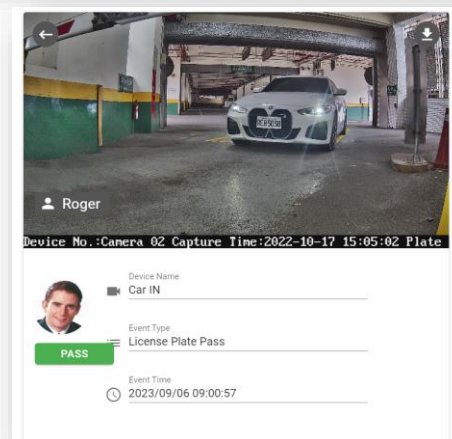 Roger
Device No.:Camera 02 Capture Time:2022-10-17 15:05:02 Plate
Device Name
Car IN
PASS
Event Type
License Plate Pass
Event Time
2023/09/06 09:00:57